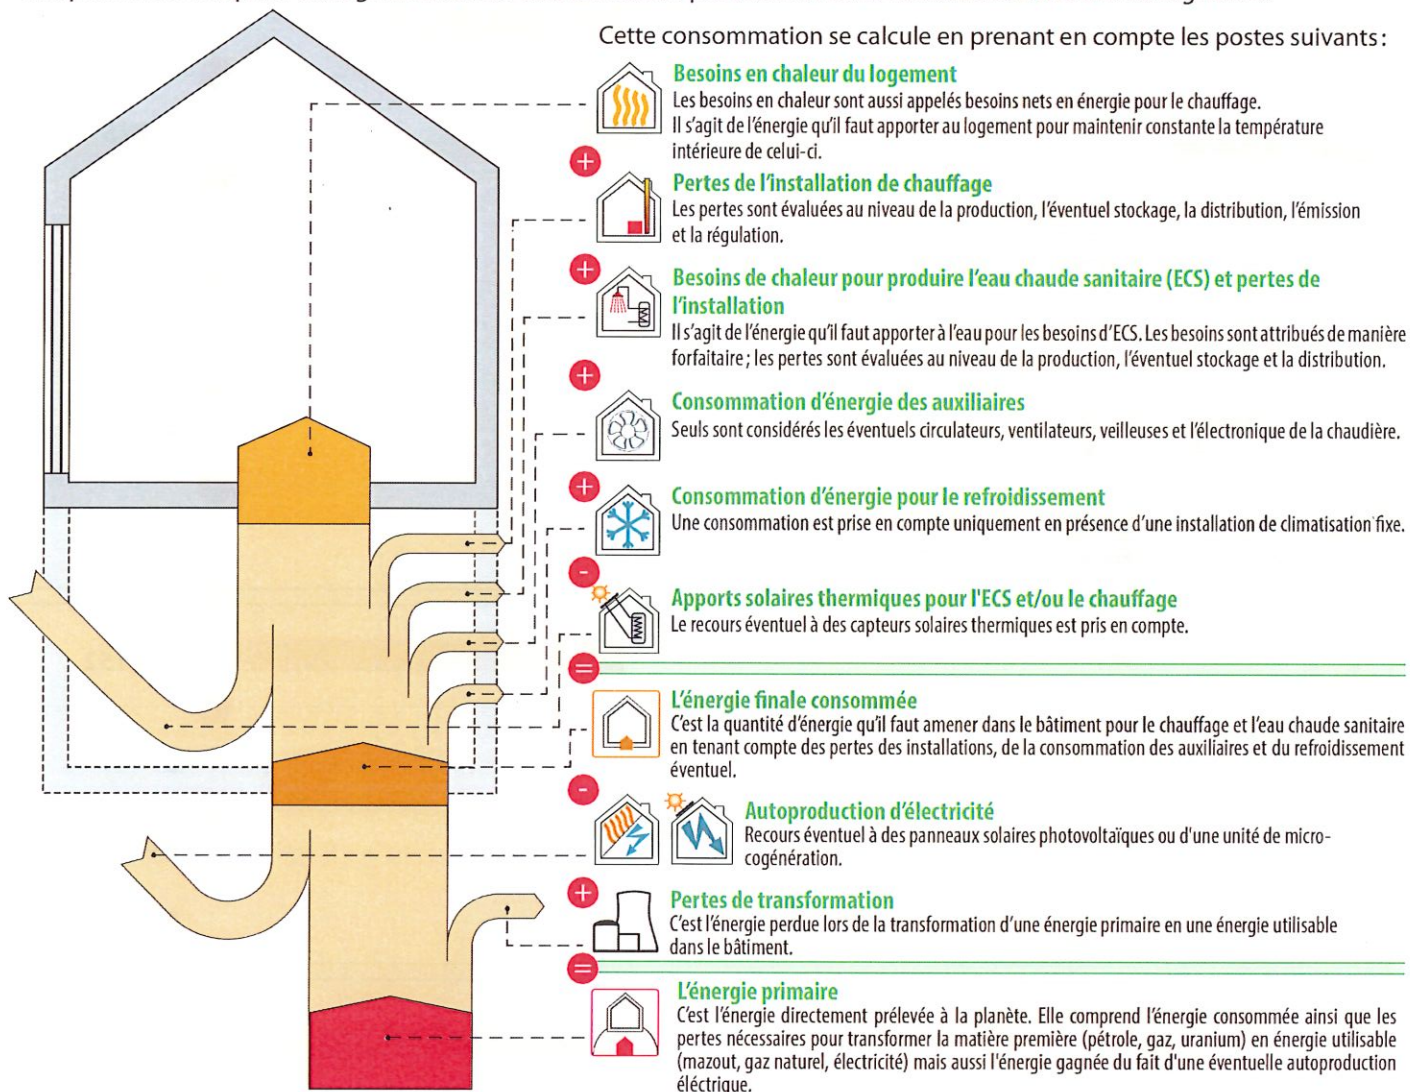 Cette consommation se calcule en prenant en compte les postes suivants :
Besoins en chaleur du logement
Les besoins en chaleur sont aussi appelés besoins nets en énergie pour le chauffage.
Il s'agit de l'énergie qu'il faut apporter au logement pour maintenir constante la température
intérieure de celui-ci.
+
Pertes de l'installation de chauffage
Les pertes sont évaluées au niveau de la production, l'éventuel stockage, la distribution, l'émission
et la régulation.
+
Besoins de chaleur pour produire l'eau chaude sanitaire (ECS) et pertes de
l'installation
Il s'agit de l'énergie qu'il faut apporter à l'eau pour les besoins d'ECS. Les besoins sont attribués de manière
forfaitaire ; les pertes sont évaluées au niveau de la production, l'éventuel stockage et la distribution.
+
Consommation d'énergie des auxiliaires
Seuls sont considérés les éventuels circulateurs, ventilateurs, veilleuses et l'électronique de la chaudière.
+
Consommation d'énergie pour le refroidissement
Une consommation est prise en compte uniquement en présence d'une installation de climatisation fixe.
-
Apports solaires thermiques pour l'ECS et/ou le chauffage
Le recours éventuel à des capteurs solaires thermiques est pris en compte.
=
L'énergie finale consommée
C'est la quantité d'énergie qu'il faut amener dans le bâtiment pour le chauffage et l'eau chaude sanitaire
en tenant compte des pertes des installations, de la consommation des auxiliaires et du refroidissement
éventuel.
-
Autoproduction d'électricité
Recours éventuel à des panneaux solaires photovoltaïques ou d'une unité de micro-
cogénération.
+
Pertes de transformation
C'est l'énergie perdue lors de la transformation d'une énergie primaire en une énergie utilisable
dans le bâtiment.
=
L'énergie primaire
C'est l'énergie directement prélevée à la planète. Elle comprend l'énergie consommée ainsi que les
pertes nécessaires pour transformer la matière première (pétrole, gaz, uranium) en énergie utilisable
(mazout, gaz naturel, électricité) mais aussi l'énergie gagnée du fait d'une éventuelle autoproduction
éléctrique.